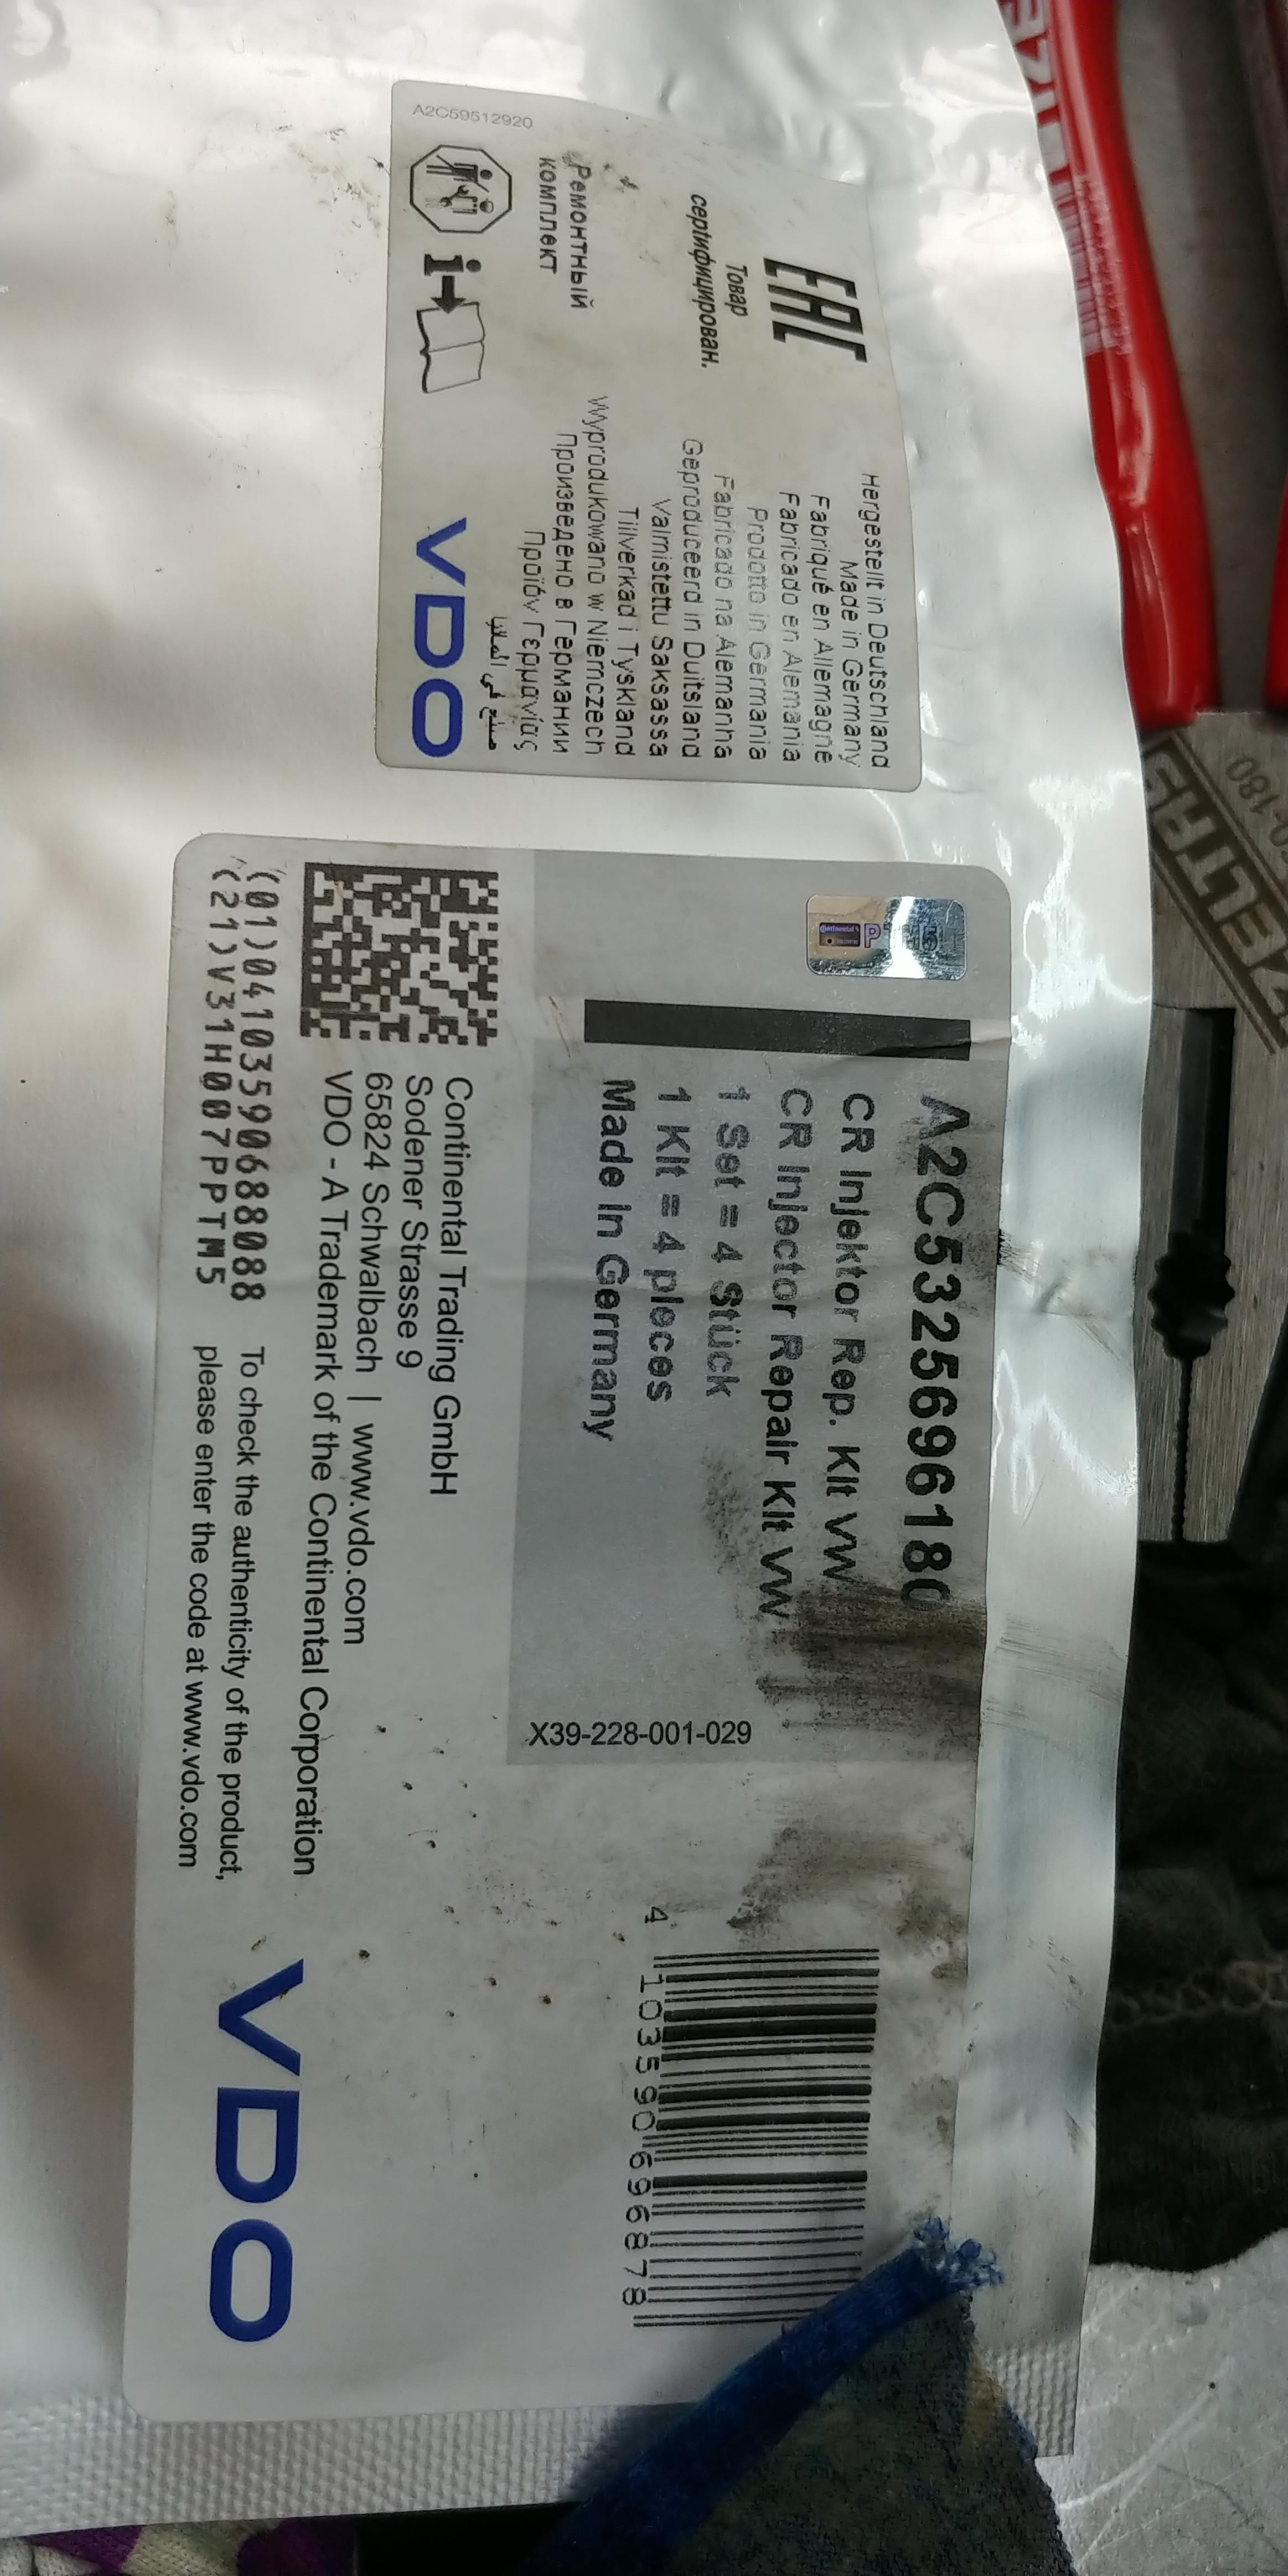 A2C59512920
EAC
Товар
сертифицирован.
Ремонтный
комплект
Hergestellt in Deutschland
Made in Germany
Fabriqué en Allemagne
Fabricado en Alemania
Prodotto in Germania
Fabricado na Alemanha
Geproduceerd in Duitsland
Valmistettu Saksassa
Tillverkad i Tyskland
Wyprodukowano w Niemczech
Произведено в Германии
Προϊόν Γερμανίας
صنع في ألمانيا
VDO
A2C5325696180
CR Injektor Rep. Kit VW
CR Injector Repair Kit VW
1 Set = 4 Stück
1 Kit = 4 pieces
Made in Germany
X39-228-001-029
Continental Trading GmbH
Sodener Strasse 9
65824 Schwalbach | www.vdo.com
VDO - A Trademark of the Continental Corporation
(01)04103590688088
(21)V31H007PPTM5
To check the authenticity of the product,
please enter the code at www.vdo.com
VDO
4 103590 696878